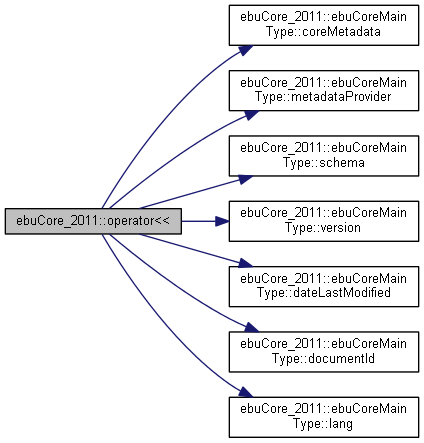 ebuCore_2011::ebuCoreMain
Type::coreMetadata
ebuCore_2011::ebuCoreMain
Type::metadataProvider
ebuCore_2011::ebuCoreMain
Type::schema
ebuCore_2011::operator<<
ebuCore_2011::ebuCoreMain
Type::version
ebuCore_2011::ebuCoreMain
Type::dateLastModified
ebuCore_2011::ebuCoreMain
Type::documentId
ebuCore_2011::ebuCoreMain
Type::lang